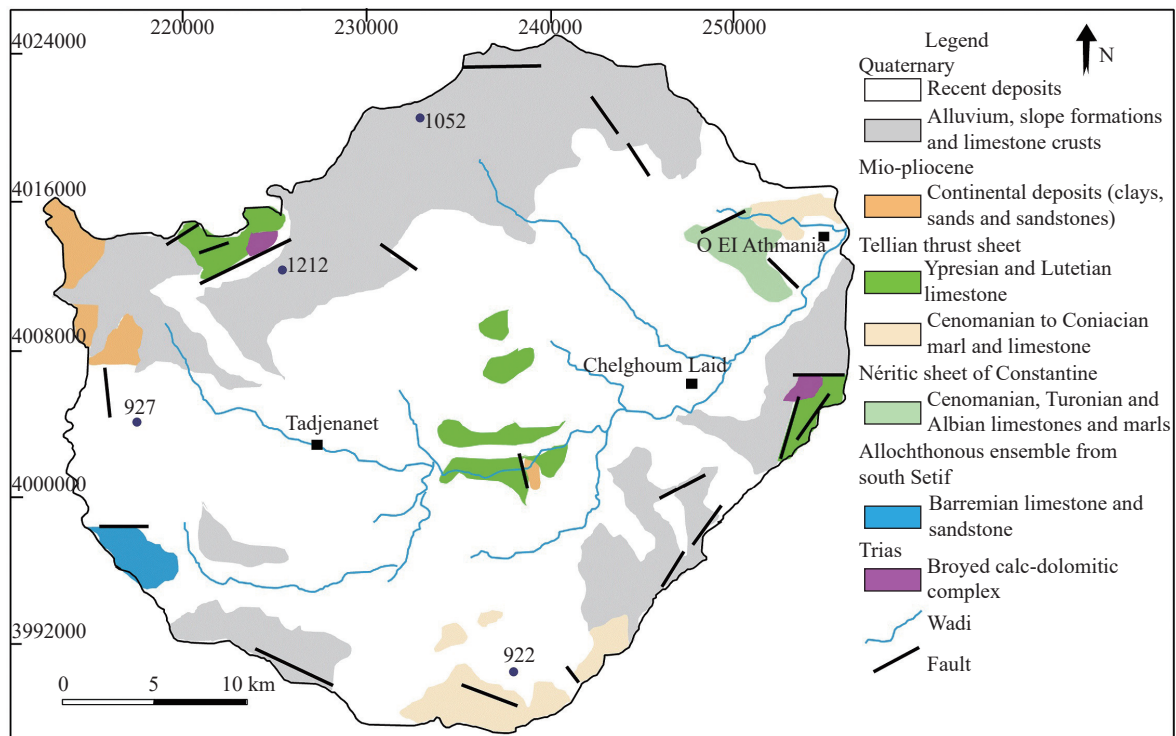 220000
230000
240000
250000
4024000
4016000
4008000
4000000
3992000
1052
1212
O EI Athmania
Chelghoum Laid
927
Tadjenanet
922
0 5 10 km
N
Legend
Quaternary
Recent deposits
Alluvium, slope formations
and limestone crusts
Mio-pliocene
Continental deposits (clays,
sands and sandstones)
Tellian thrust sheet
Ypresian and Lutetian
limestone
Cenomanian to Coniacian
marl and limestone
Néritic sheet of Constantine
Cenomanian, Turonian and
Albian limestones and marls
Allochthonous ensemble from
south Setif
Barremian limestone and
sandstone
Trias
Broyed calc-dolomitic
complex
Wadi
Fault